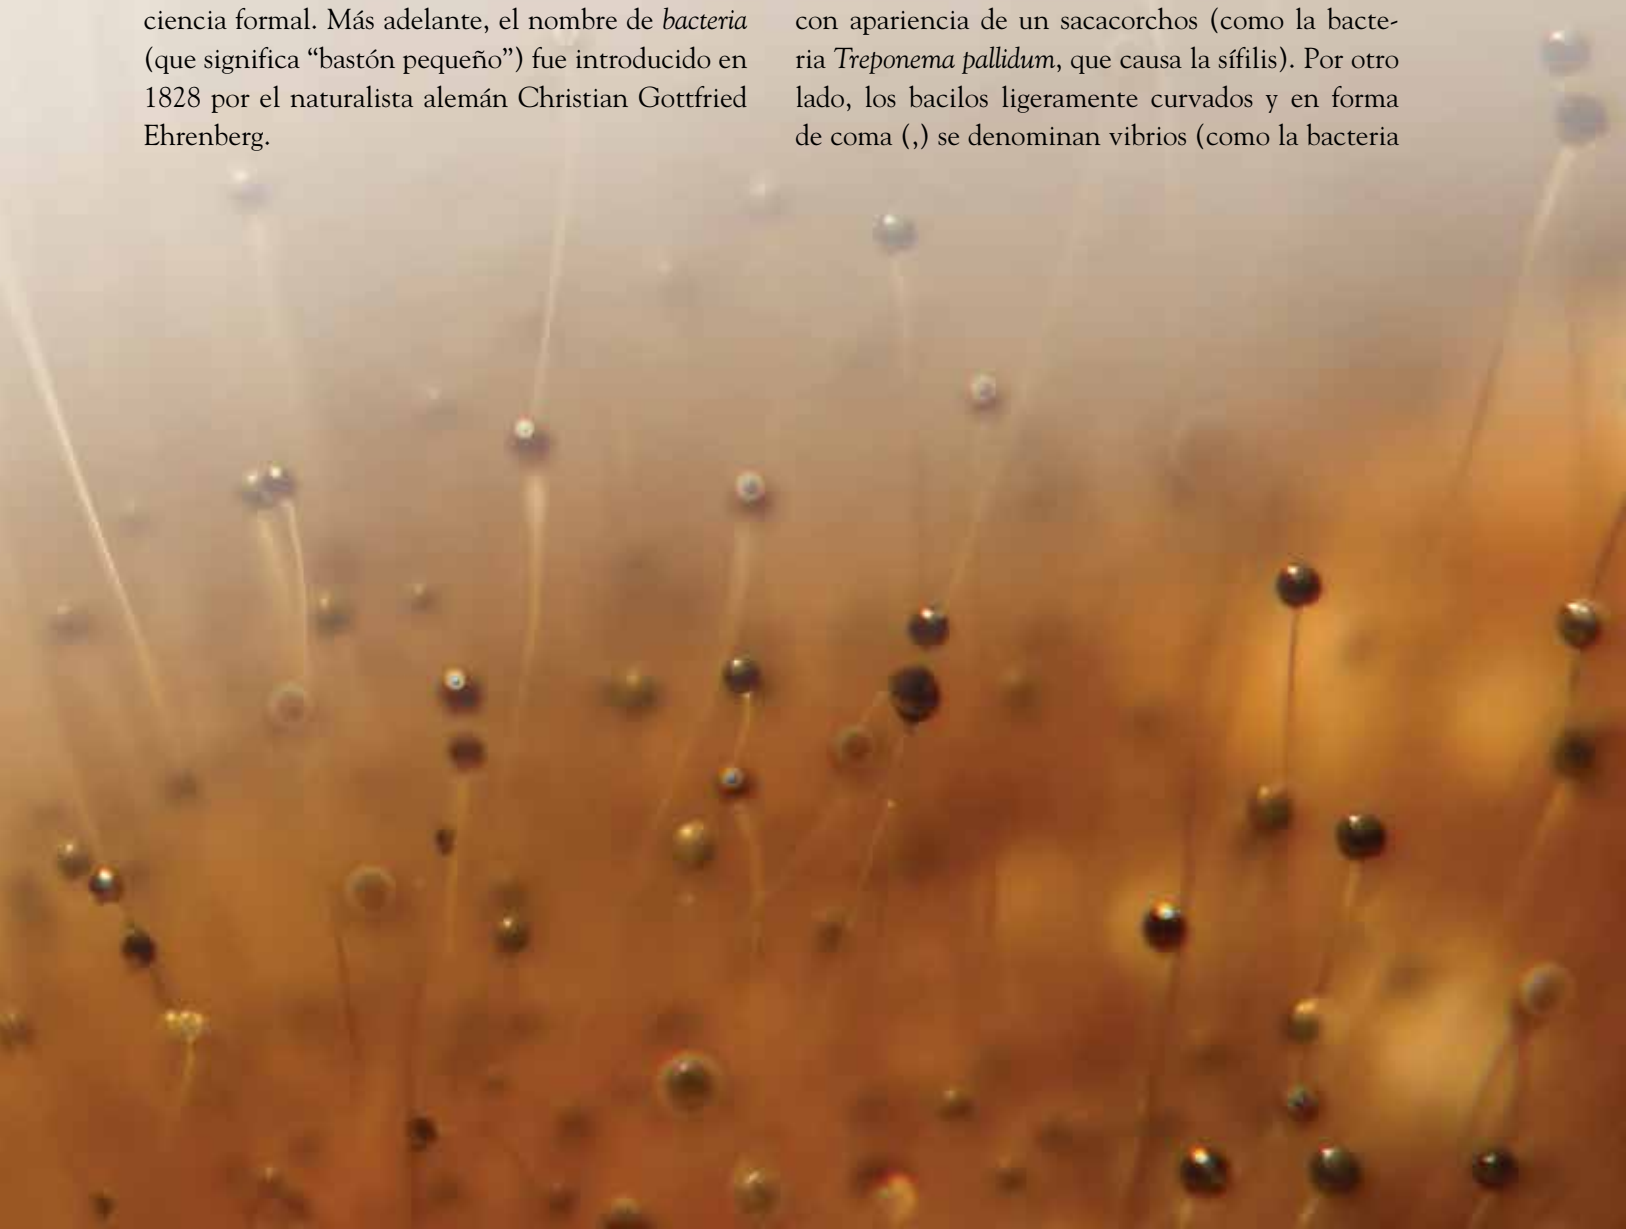 ciencia formal. Más adelante, el nombre de bacteria
(que significa “bastón pequeño”) fue introducido en
1828 por el naturalista alemán Christian Gottfried
Ehrenberg.
con apariencia de un sacacorchos (como la bacte-
ria Treponema pallidum, que causa la sífilis). Por otro
lado, los bacilos ligeramente curvados y en forma
de coma (,) se denominan vibrios (como la bacteria